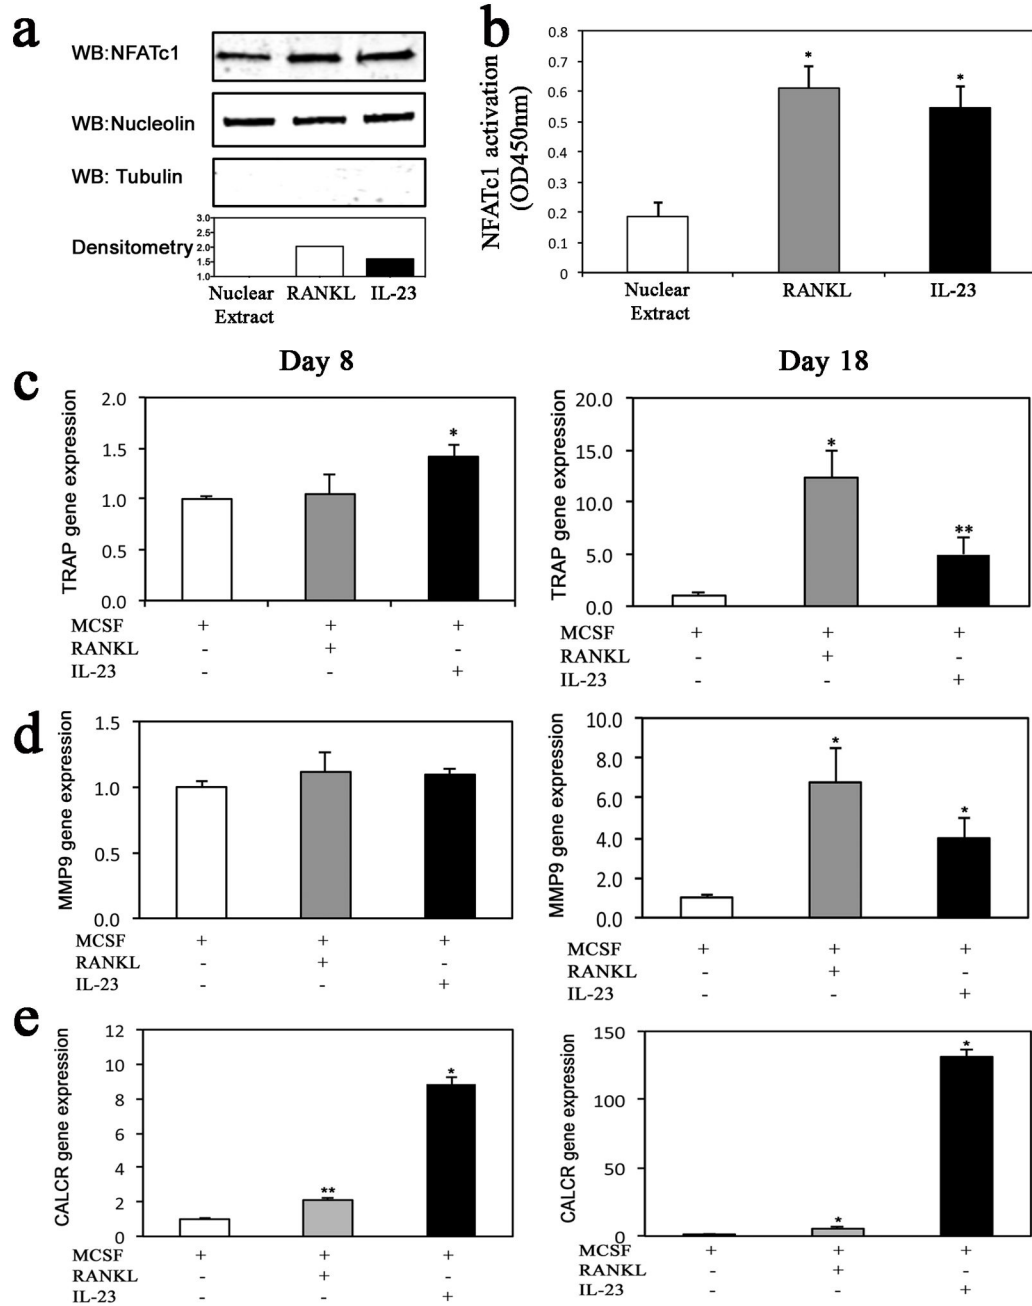 a
WB:NFATc1
WB:Nucleolin
WB: Tubulin
Densitometry
3.0
2.5
2.0
1.5
1.0
Nuclear Extract RANKL IL-23
b
NFATc1 activation
(OD450nm)
0.8
0.7
0.6
0.5
0.4
0.3
0.2
0.1
0
* *
Nuclear Extract RANKL IL-23
Day 8 Day 18
c
TRAP gene expression
1.5
1.0
0.5
0.0
2.0
*
MCSF + + +
RANKL - + -
IL-23 - - +
TRAP gene expression
20.0
15.0
10.0
5.0
0.0
* **
MCSF + + +
RANKL - + -
IL-23 - - +
d
MMP9 gene expression
1.5
1.0
0.5
0.0
MCSF + + +
RANKL - + -
IL-23 - - +
MMP9 gene expression
10.0
8.0
6.0
4.0
2.0
0.0
* *
MCSF + + +
RANKL - + -
IL-23 - - +
e
CALCR gene expression
12
10
8
6
4
2
0
** *
MCSF + + +
RANKL - + -
IL-23 - - +
CALCR gene expression
150
100
50
0
* *
MCSF + + +
RANKL - + -
IL-23 - - +